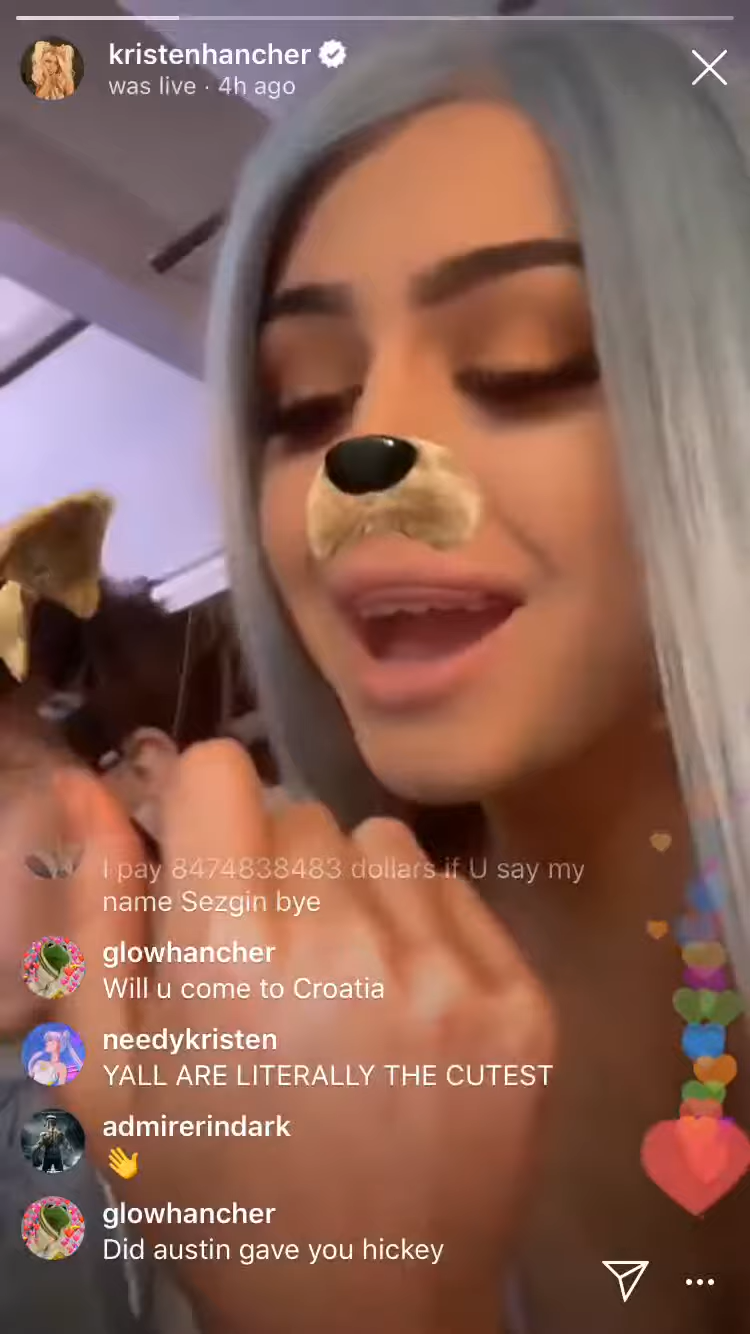 kristenhancher
was live · 4h ago
I pay 8474838483 dollars if U say my
name Sezgin bye
glowhancher
Will u come to Croatia
needykristen
YALL ARE LITERALLY THE CUTEST
admirerindark
👋
glowhancher
Did austin gave you hickey